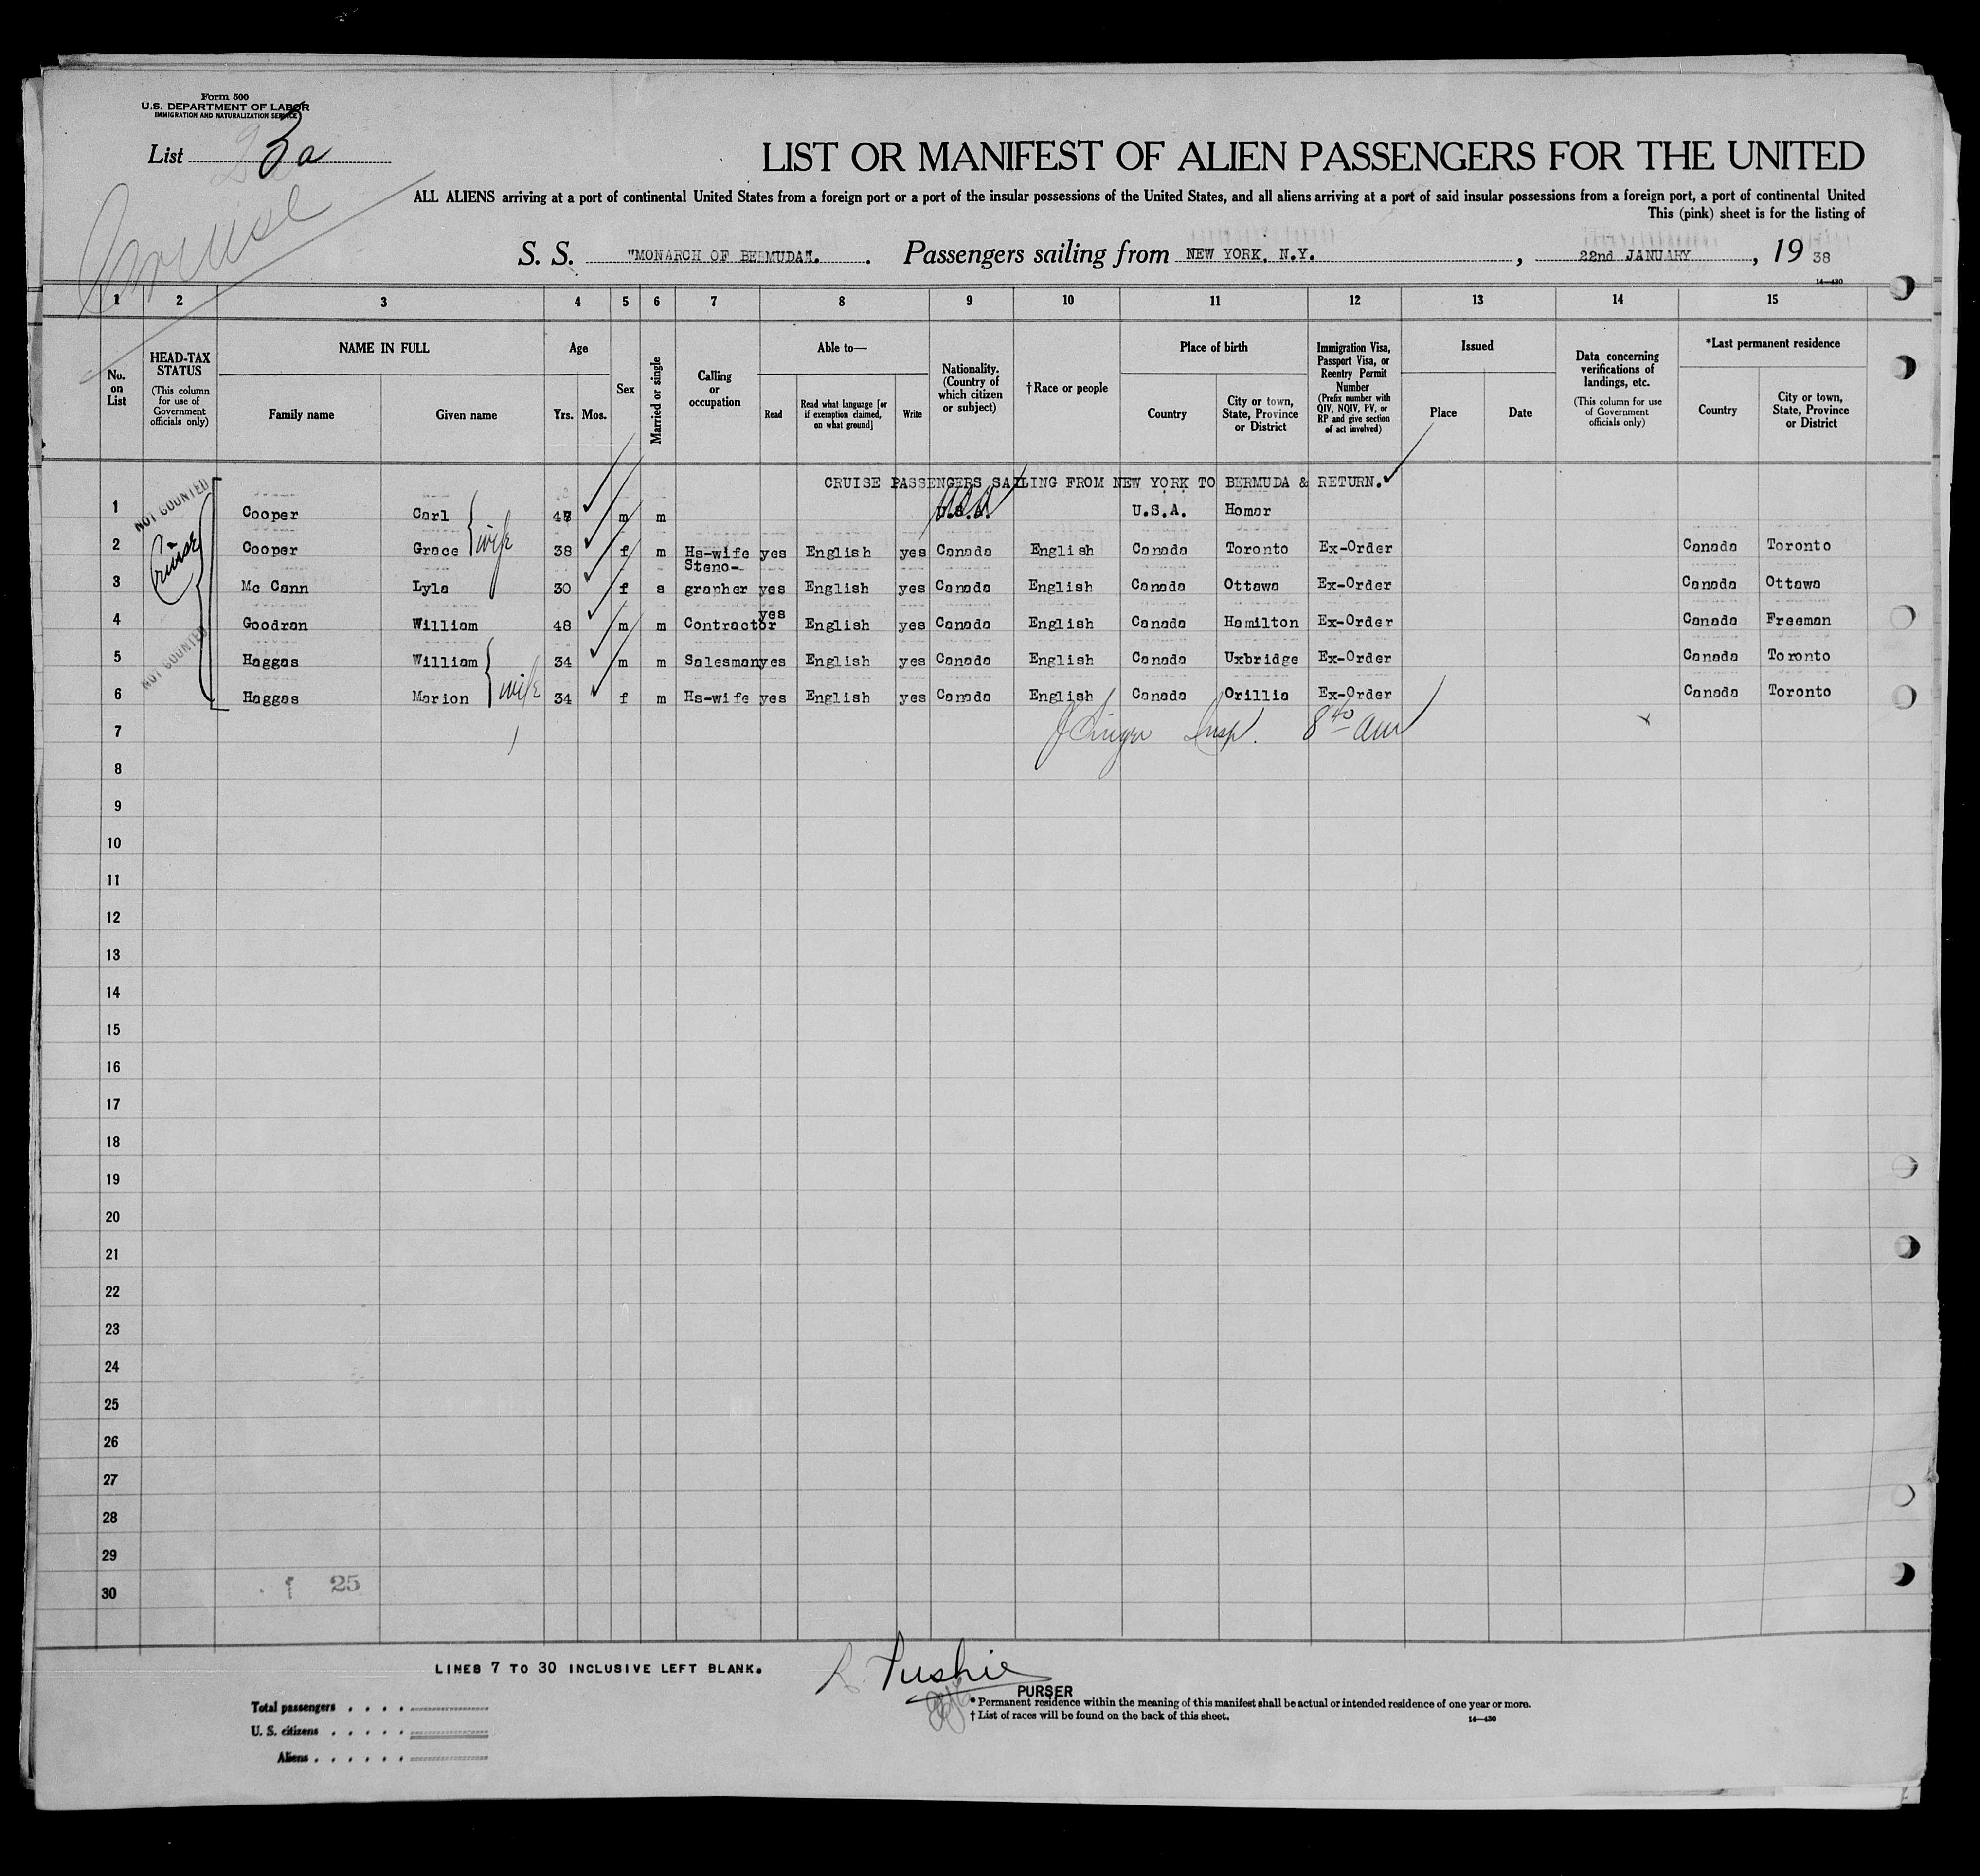 Form 500
U.S. DEPARTMENT OF LABOR
IMMIGRATION AND NATURALIZATION SERVICE
List 3a
Cruise
LIST OR MANIFEST OF ALIEN PASSENGERS FOR THE UNITED
ALL ALIENS arriving at a port of continental United States from a foreign port or a port of the insular possessions of the United States, and all aliens arriving at a port of said insular possessions from a foreign port, a port of continental United
This (pink) sheet is for the listing of
S. S. "MONARCH OF BERMUDA". Passengers sailing from NEW YORK, N.Y., 22nd JANUARY, 19 38
14-430
1 2 3 4 5 6 7 8 9 10 11 12 13 14 15
No. on List
HEAD-TAX STATUS
(This column for use of Government officials only)
NAME IN FULL
Family name Given name
Age
Yrs. Mos.
Sex
Married or single
Calling or occupation
Able to—
Read
Read what language [or if exemption claimed, on what ground]
Write
Nationality. (Country of which citizen or subject)
†Race or people
Place of birth
Country
City or town, State, Province or District
Immigration Visa, Passport Visa, or Reentry Permit Number
(Prefix number with QIV, NQIV, PV, or RP and give section of act involved)
Issued
Place Date
Data concerning verifications of landings, etc.
(This column for use of Government officials only)
*Last permanent residence
Country
City or town, State, Province or District
CRUISE PASSENGERS SAILING FROM NEW YORK TO BERMUDA & RETURN.
NOT COUNTED
Cruise
NOT COUNTED
1 Cooper Carl m m U.S.A. U.S.A. Homer
wife
2 Cooper Grace 38 f m Hs-wife yes English yes Canada English Canada Toronto Ex-Order Canada Toronto
3 Mc Cann Lyla 30 f s Steno-grapher yes English yes Canada English Canada Ottawa Ex-Order Canada Ottawa
4 Goodran William 48 m m Contractor yes English yes Canada English Canada Hamilton Ex-Order Canada Freeman
5 Haggas William 34 m m Salesman yes English yes Canada English Canada Uxbridge Ex-Order Canada Toronto
wife
6 Haggas Marion 34 f m Hs-wife yes English yes Canada English Canada Orillia Ex-Order Canada Toronto
7 Insp. 8 40 am
8
9
10
11
12
13
14
15
16
17
18
19
20
21
22
23
24
25
26
27
28
29
30 25
LINES 7 TO 30 INCLUSIVE LEFT BLANK.
PURSER
Total passengers
U. S. citizens
Aliens
* Permanent residence within the meaning of this manifest shall be actual or intended residence of one year or more.
† List of races will be found on the back of this sheet.
14-430